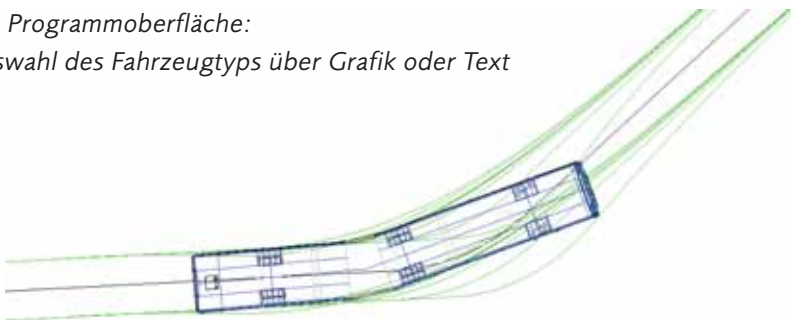 Programmoberfläche:
swahl des Fahrzeugtyps über Grafik oder Text